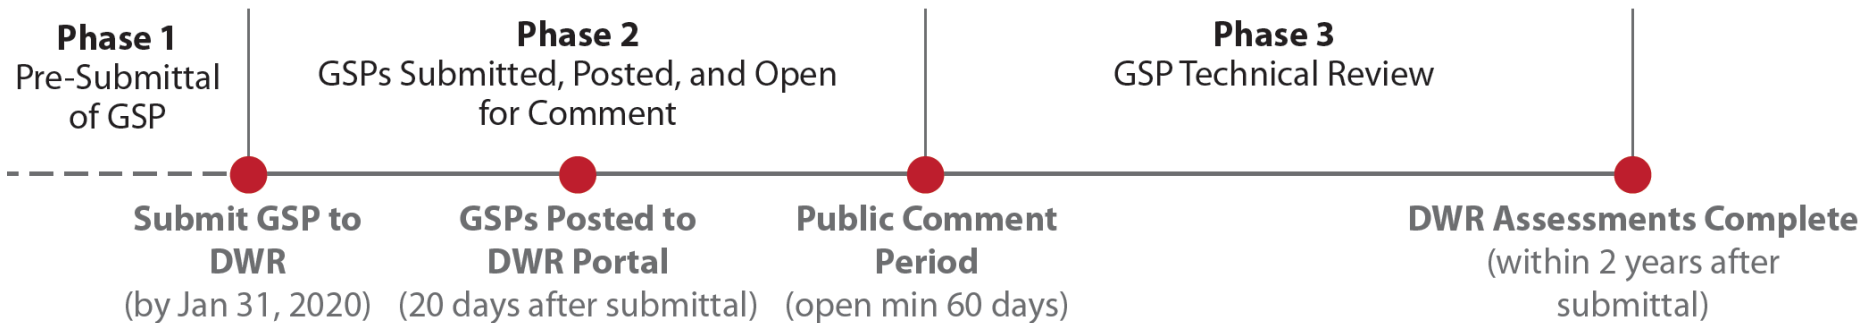 Phase 1
Pre-Submittal
of GSP
Phase 2
GSPs Submitted, Posted, and Open
for Comment
Phase 3
GSP Technical Review
Submit GSP to
DWR
(by Jan 31, 2020)
GSPs Posted to
DWR Portal
(20 days after submittal)
Public Comment
Period
(open min 60 days)
DWR Assessments Complete
(within 2 years after
submittal)